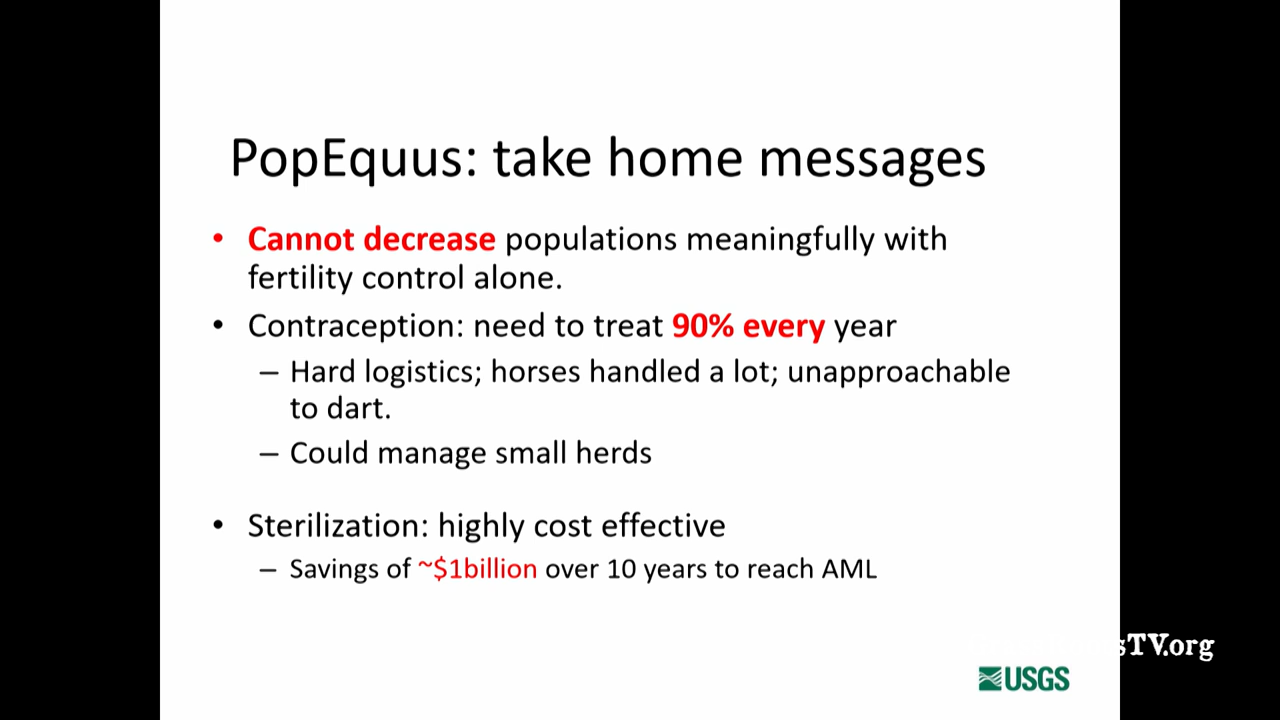 PopEquus: take home messages
• Cannot decrease populations meaningfully with
fertility control alone.
• Contraception: need to treat 90% every year
– Hard logistics; horses handled a lot; unapproachable
to dart.
– Could manage small herds
• Sterilization: highly cost effective
– Savings of ~$1billion over 10 years to reach AML
sTV.org
USGS